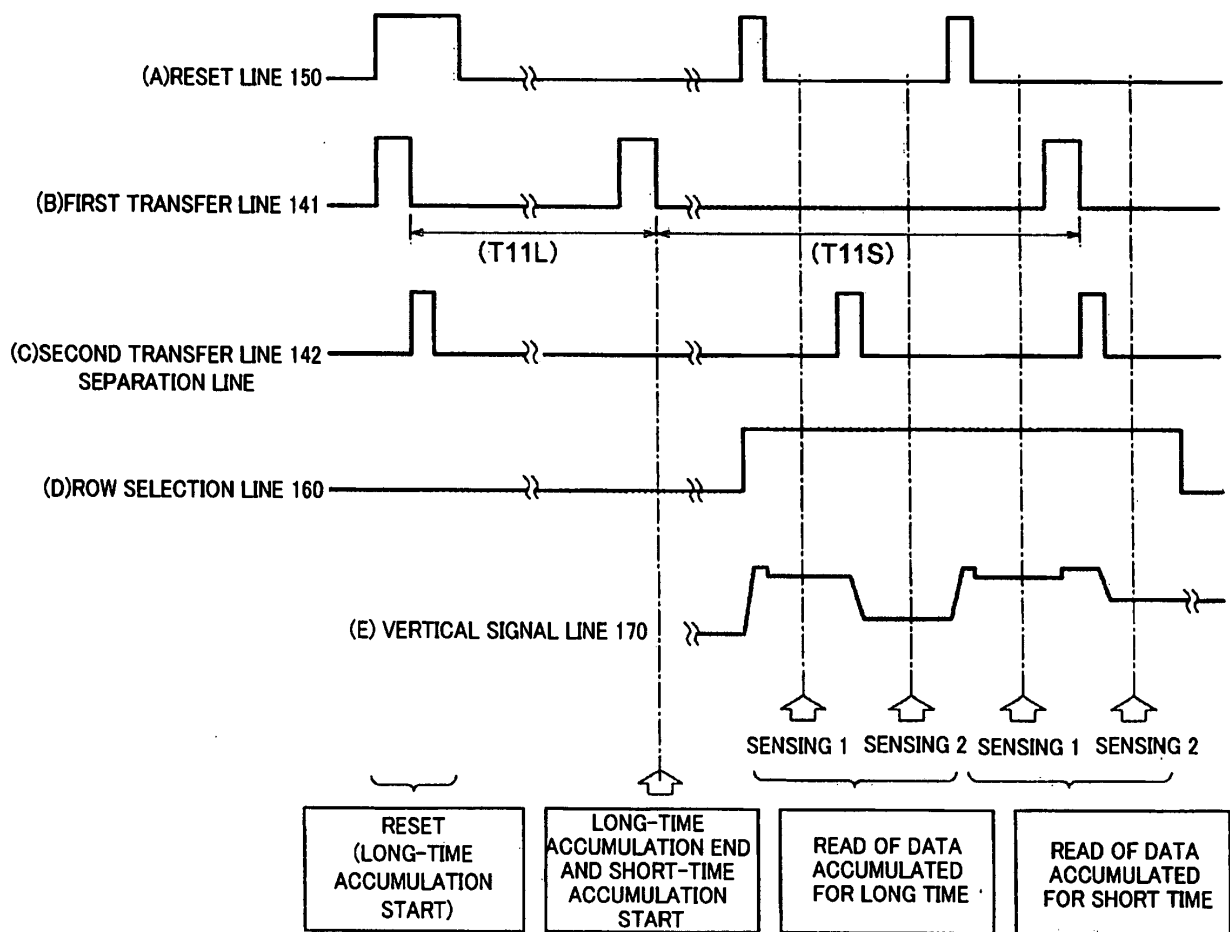 (A)RESET LINE 150
(B)FIRST TRANSFER LINE 141
(T11L)
(T11S)
(C)SECOND TRANSFER LINE 142
SEPARATION LINE
(D)ROW SELECTION LINE 160
(E) VERTICAL SIGNAL LINE 170
SENSING 1
SENSING 2
SENSING 1
SENSING 2
RESET
(LONG-TIME
ACCUMULATION
START)
LONG-TIME
ACCUMULATION END
AND SHORT-TIME
ACCUMULATION
START
READ OF DATA
ACCUMULATED
FOR LONG TIME
READ OF DATA
ACCUMULATED
FOR SHORT TIME